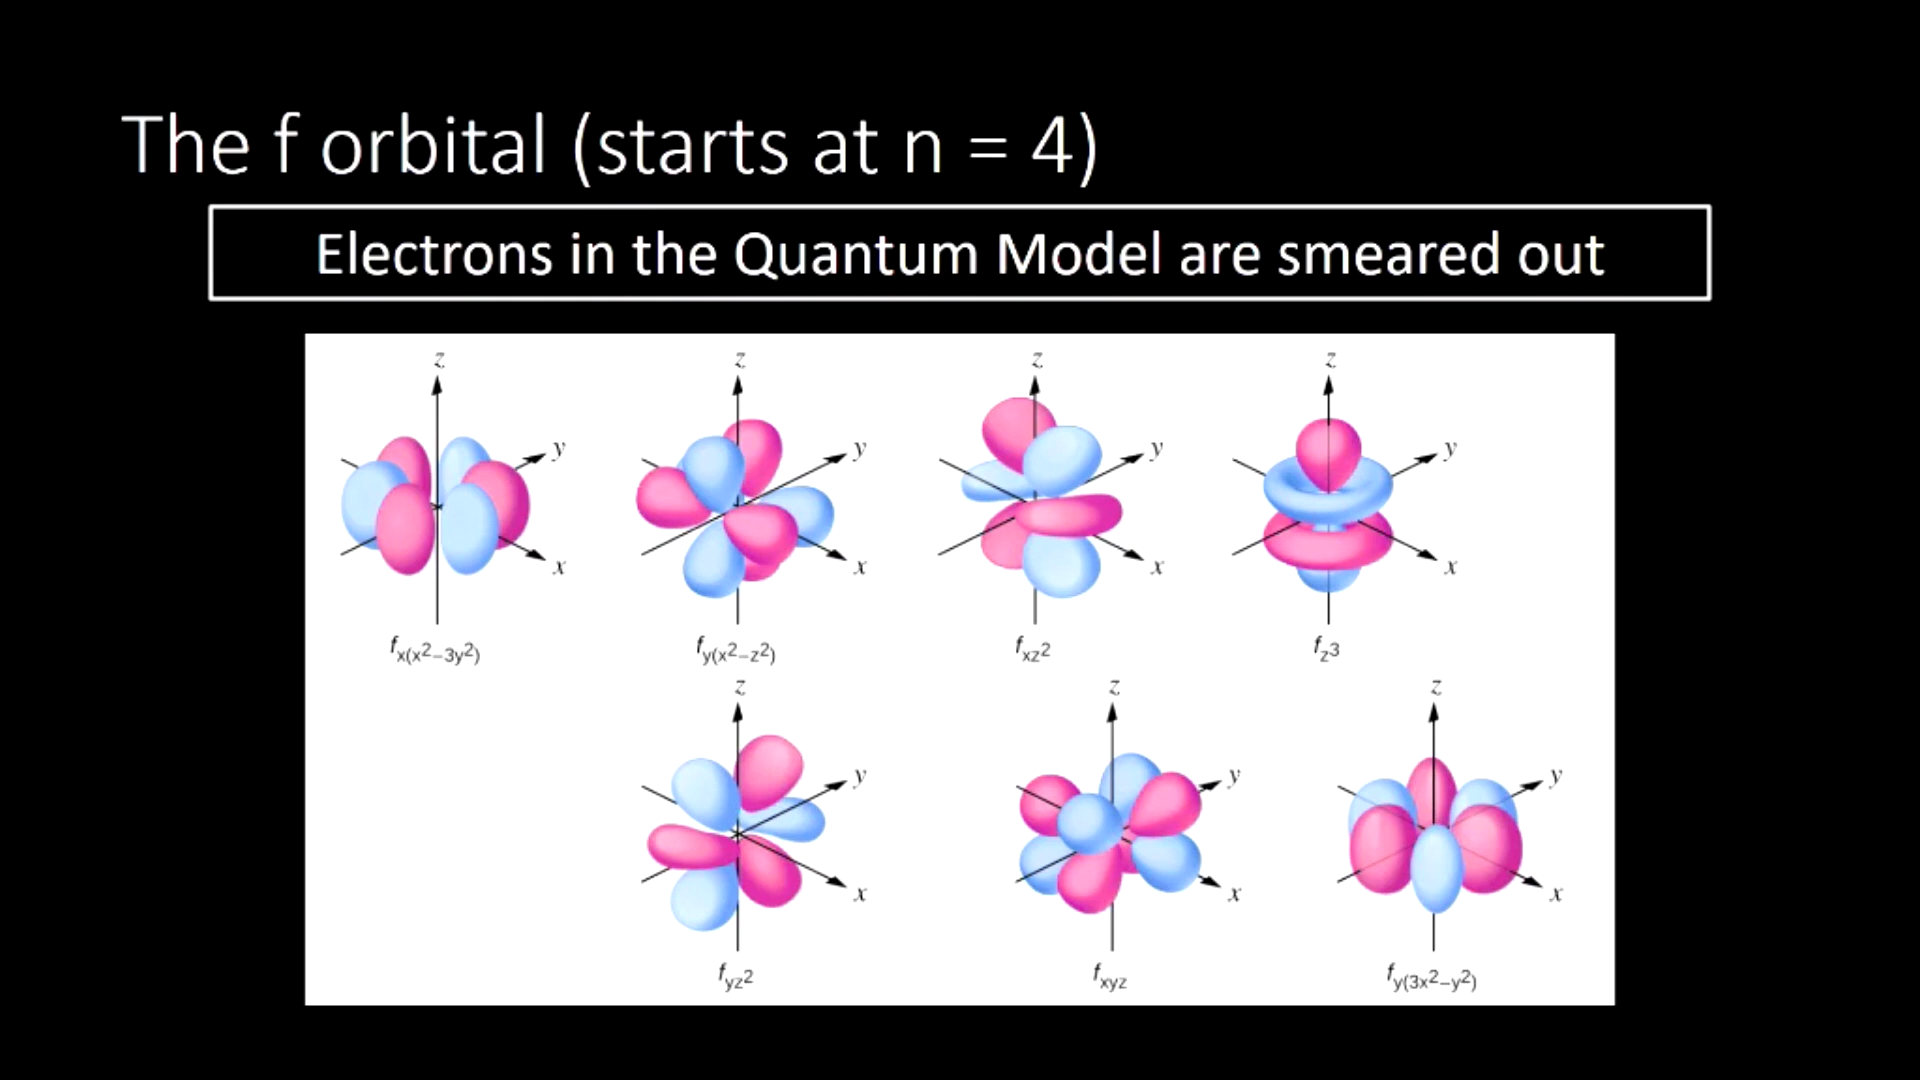 The f orbital (starts at n = 4)
Electrons in the Quantum Model are smeared out
z z z z
y y y y
x x x x
fx(x2−3y2) fy(x2−z2) fxz2 fz3
z z z
y y y
x x x
fyz2 fxyz fy(3x2−y2)